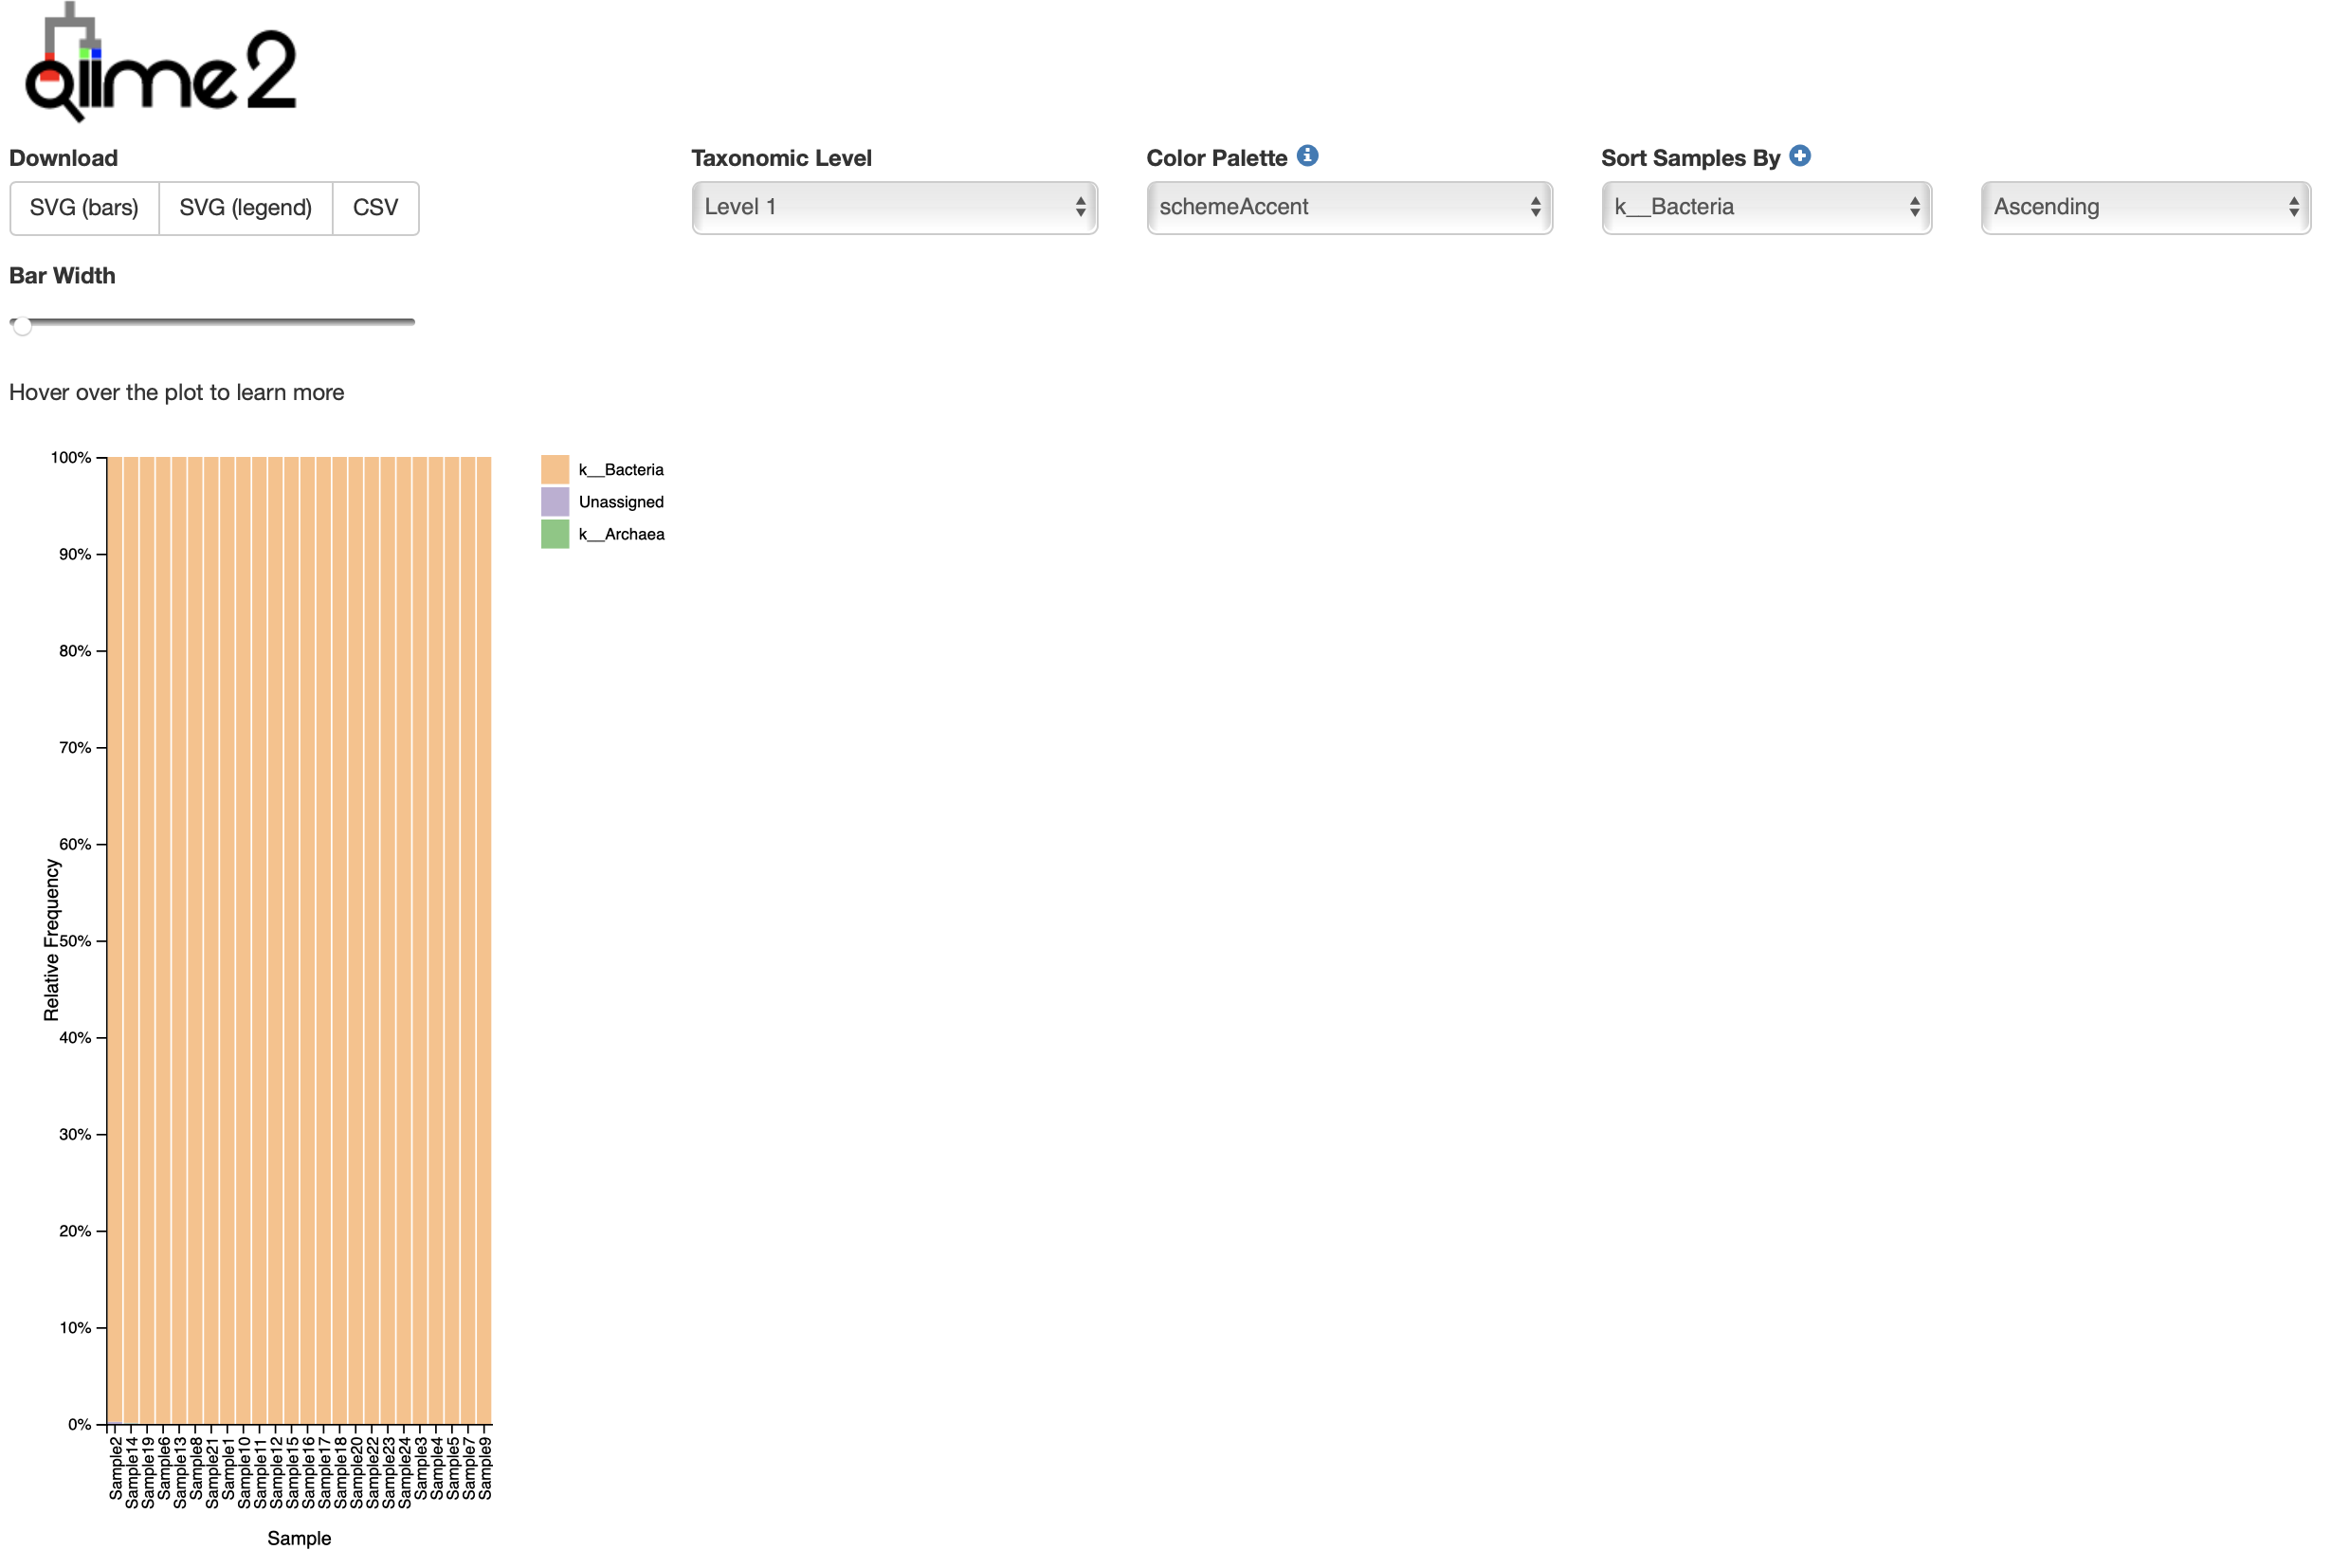 qiime2
Download
SVG (bars) SVG (legend) CSV
Taxonomic Level
Level 1
Color Palette
schemeAccent
Sort Samples By
k__Bacteria
Ascending
Bar Width
Hover over the plot to learn more
Relative Frequency
100%
90%
80%
70%
60%
50%
40%
30%
20%
10%
0%
Sample2
Sample14
Sample19
Sample6
Sample13
Sample8
Sample21
Sample1
Sample10
Sample11
Sample12
Sample15
Sample16
Sample17
Sample18
Sample20
Sample22
Sample23
Sample24
Sample3
Sample4
Sample5
Sample7
Sample9
Sample
k__Bacteria
Unassigned
k__Archaea